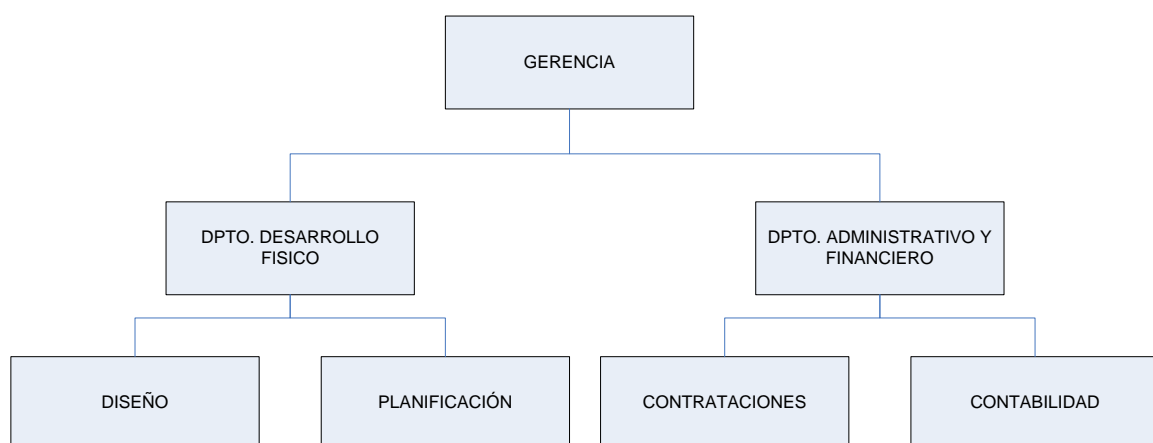 GERENCIA
DPTO. DESARROLLO
FISICO
DPTO. ADMINISTRATIVO Y
FINANCIERO
DISEÑO
PLANIFICACIÓN
CONTRATACIONES
CONTABILIDAD